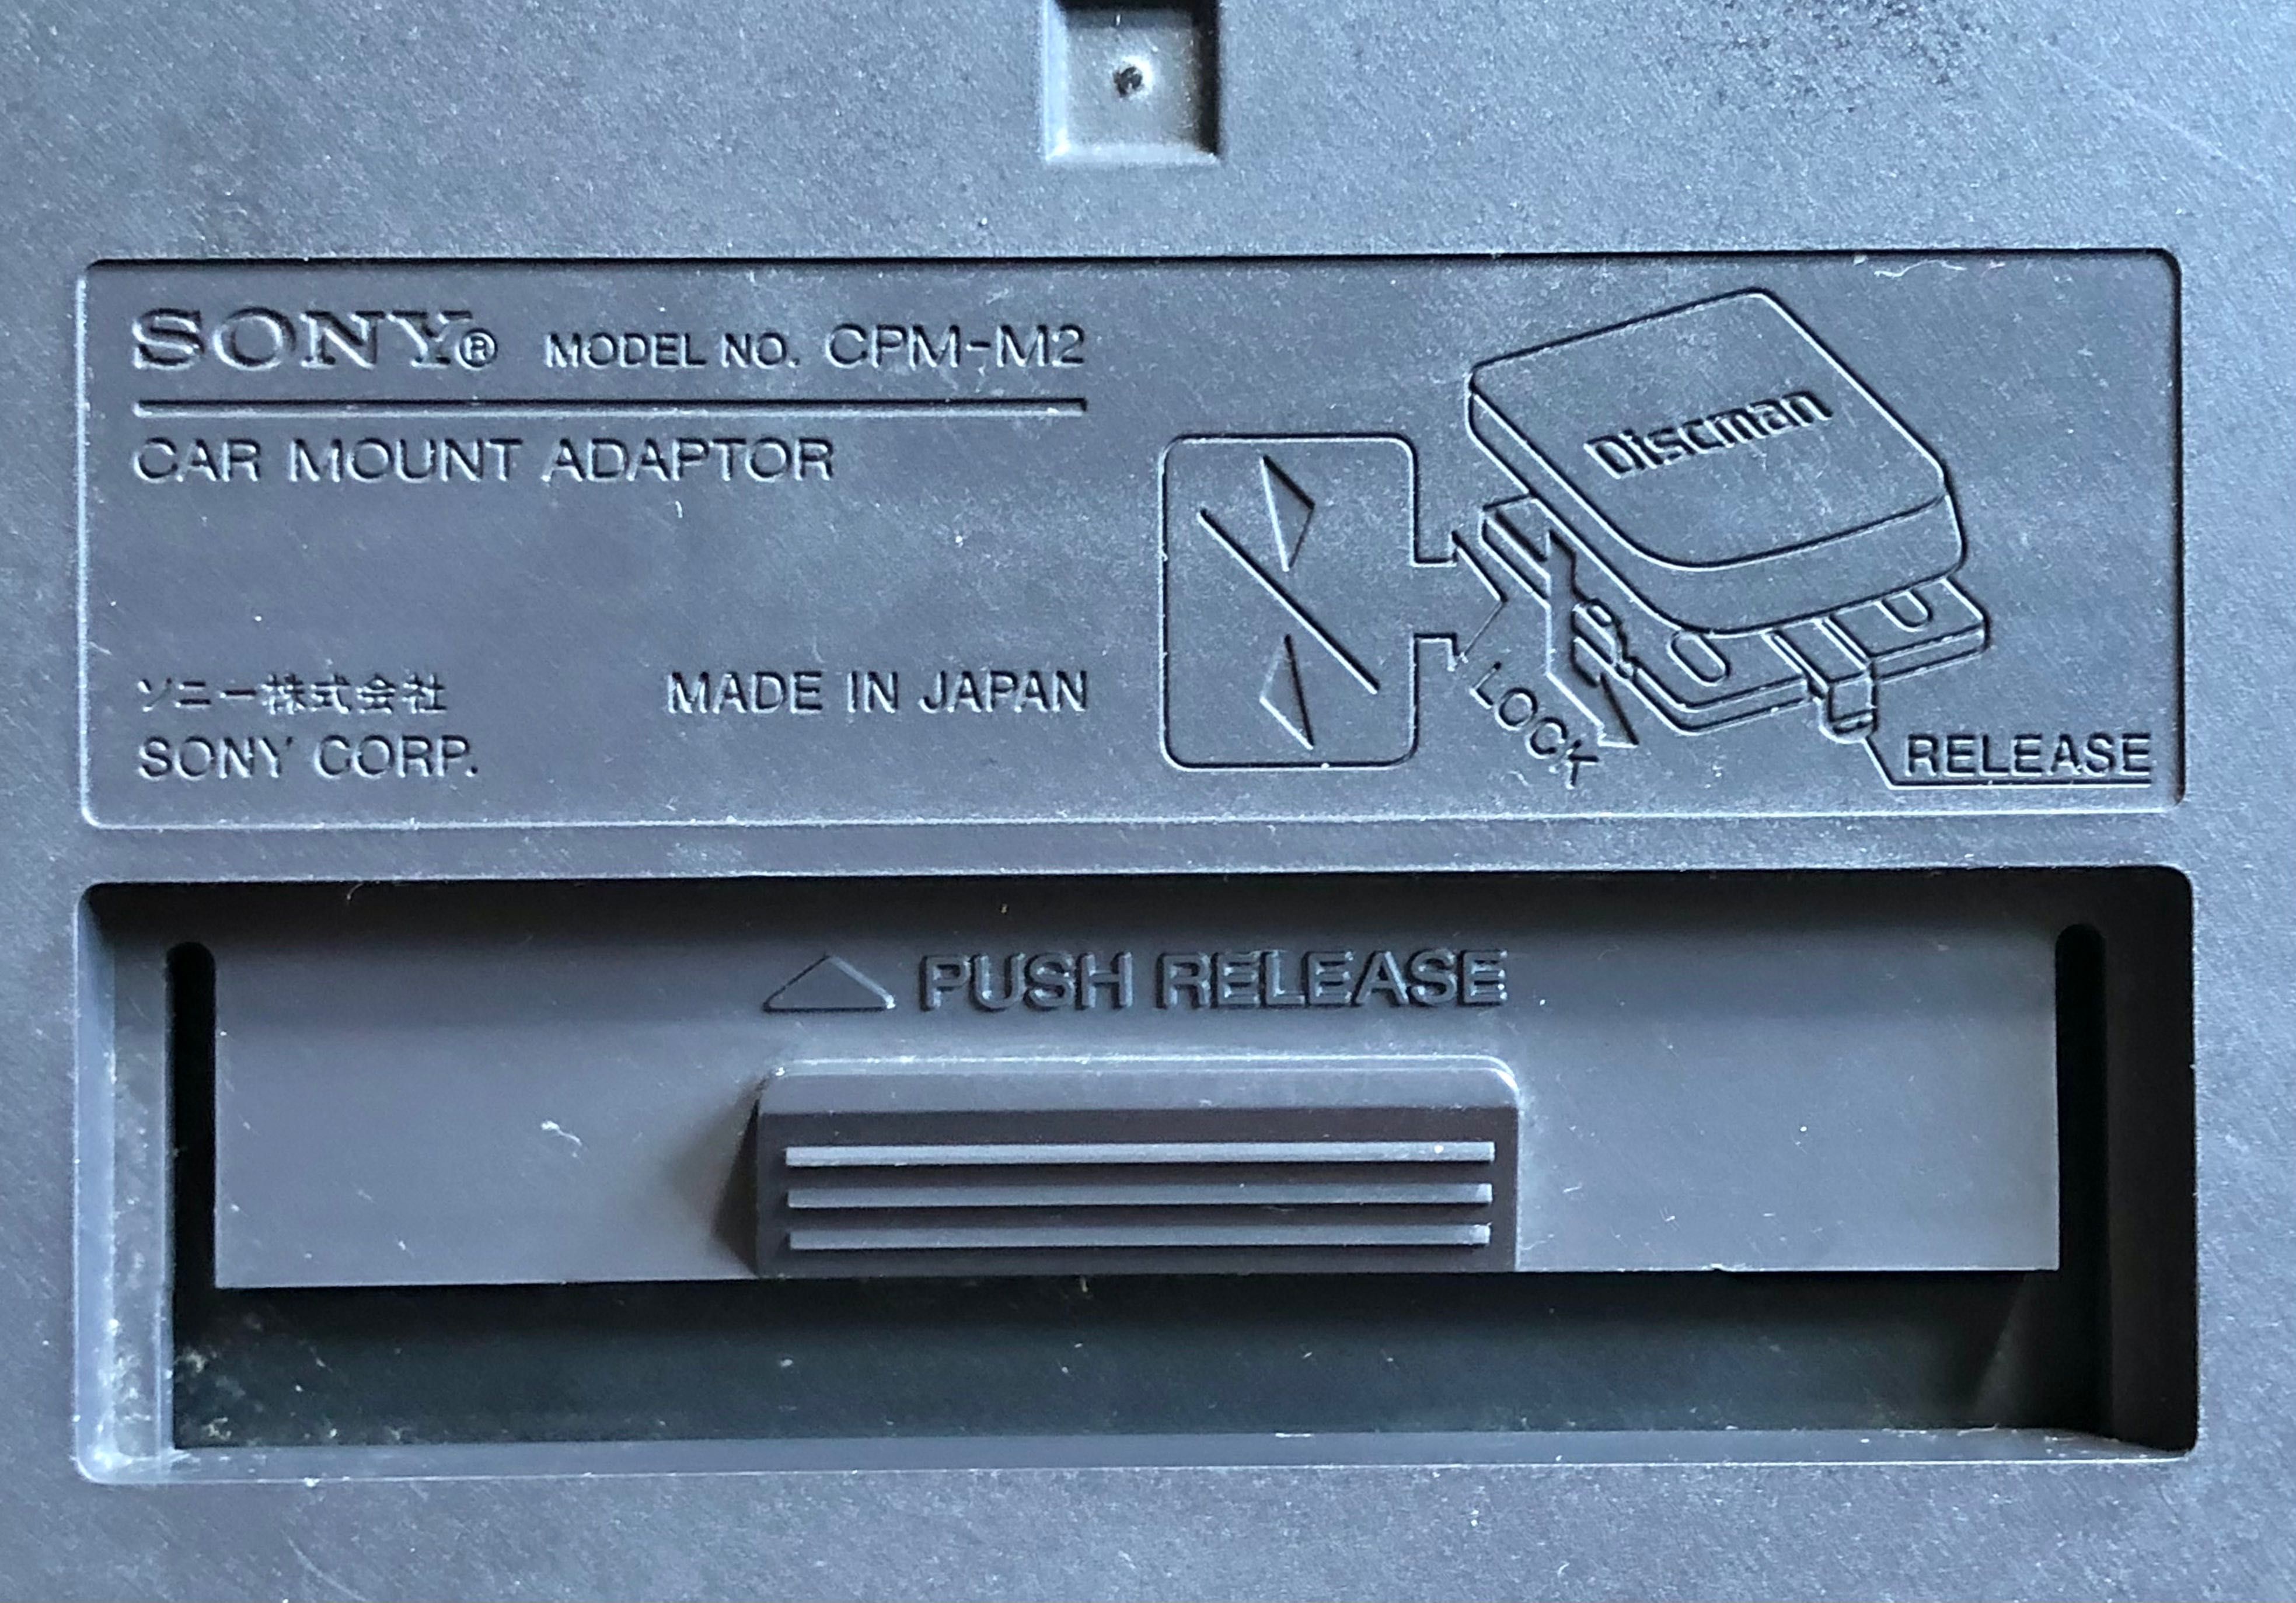 SONY® MODEL NO. CPM-M2
CAR MOUNT ADAPTOR
ソニー株式会社
SONY CORP.
MADE IN JAPAN
Discman
LOCK
RELEASE
△ PUSH RELEASE